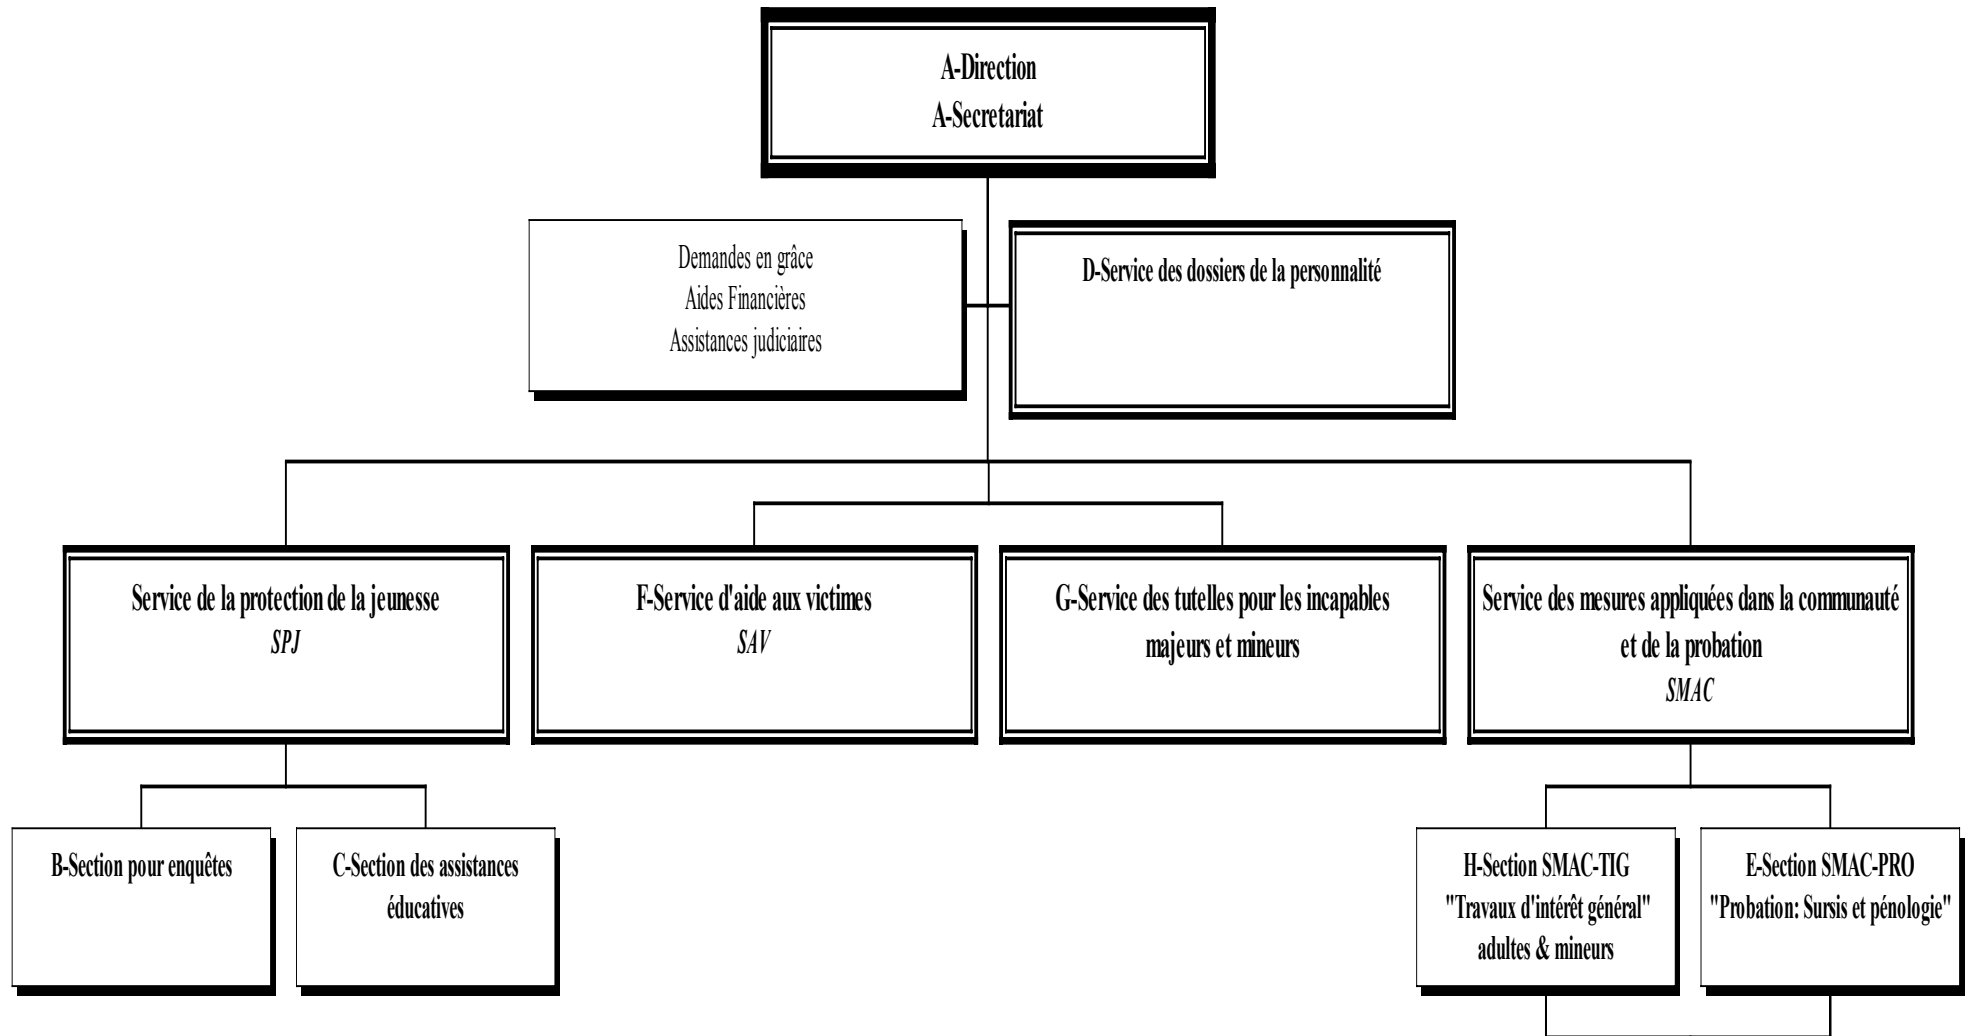 A-Direction
A-Secretariat
Demandes en grâce
Aides Financières
Assistances judiciaires
D-Service des dossiers de la personnalité
Service de la protection de la jeunesse
SPJ
F-Service d'aide aux victimes
SAV
G-Service des tutelles pour les incapables
majeurs et mineurs
Service des mesures appliquées dans la communauté
et de la probation
SMAC
B-Section pour enquêtes
C-Section des assistances
éducatives
H-Section SMAC-TIG
"Travaux d'intérêt général"
adultes & mineurs
E-Section SMAC-PRO
"Probation: Sursis et pénologie"